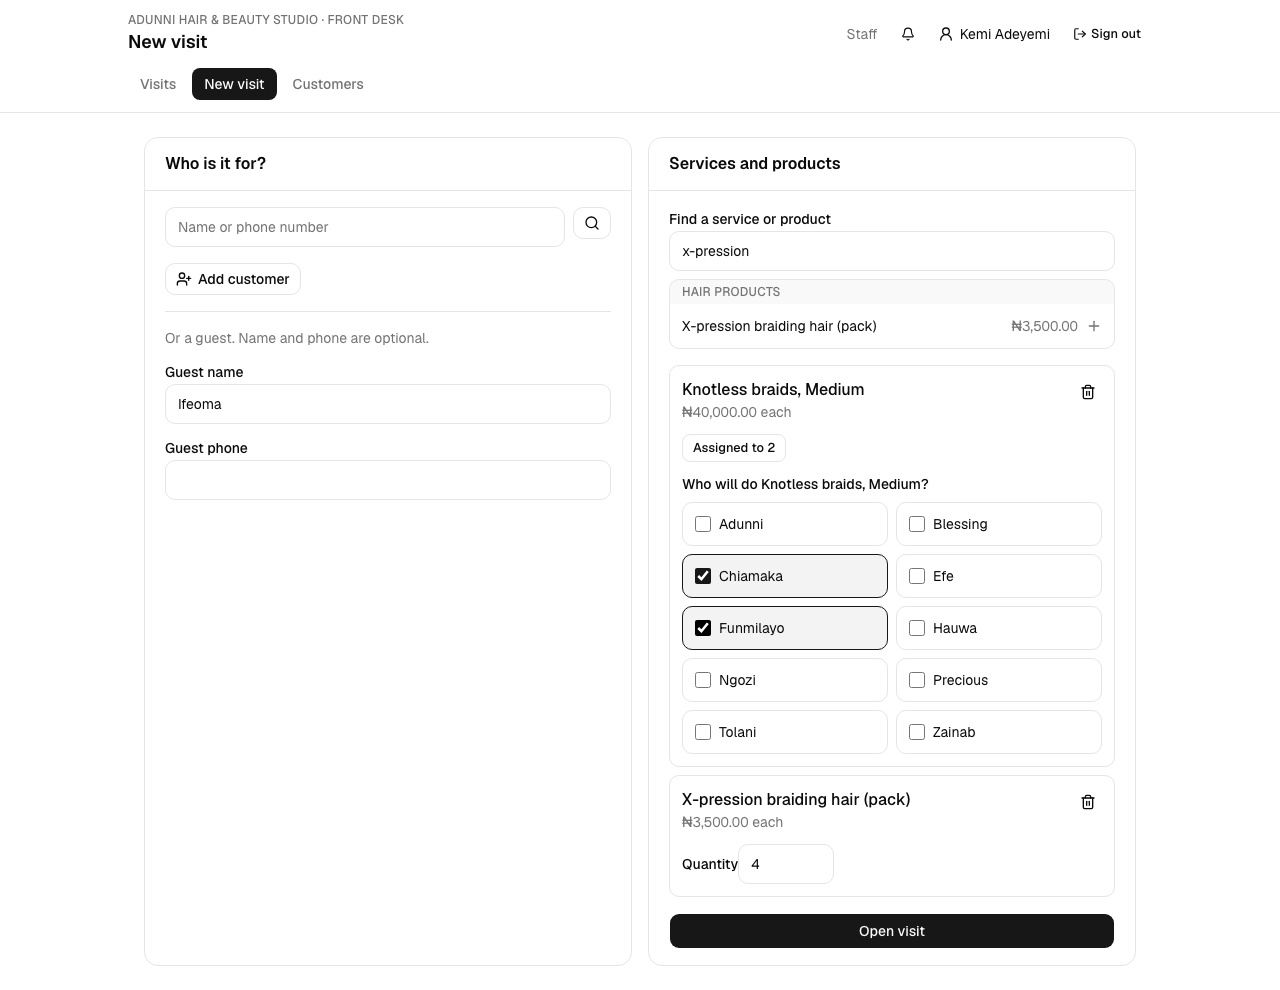 ADUNNI HAIR & BEAUTY STUDIO · FRONT DESK
New visit
Staff
Kemi Adeyemi
Sign out
Visits
New visit
Customers
Who is it for?
Name or phone number
Add customer
Or a guest. Name and phone are optional.
Guest name
Ifeoma
Guest phone
Services and products
Find a service or product
x-pression
HAIR PRODUCTS
X-pression braiding hair (pack)
₦3,500.00
Knotless braids, Medium
₦40,000.00 each
Assigned to 2
Who will do Knotless braids, Medium?
Adunni
Blessing
Chiamaka
Efe
Funmilayo
Hauwa
Ngozi
Precious
Tolani
Zainab
X-pression braiding hair (pack)
₦3,500.00 each
Quantity 4
Open visit